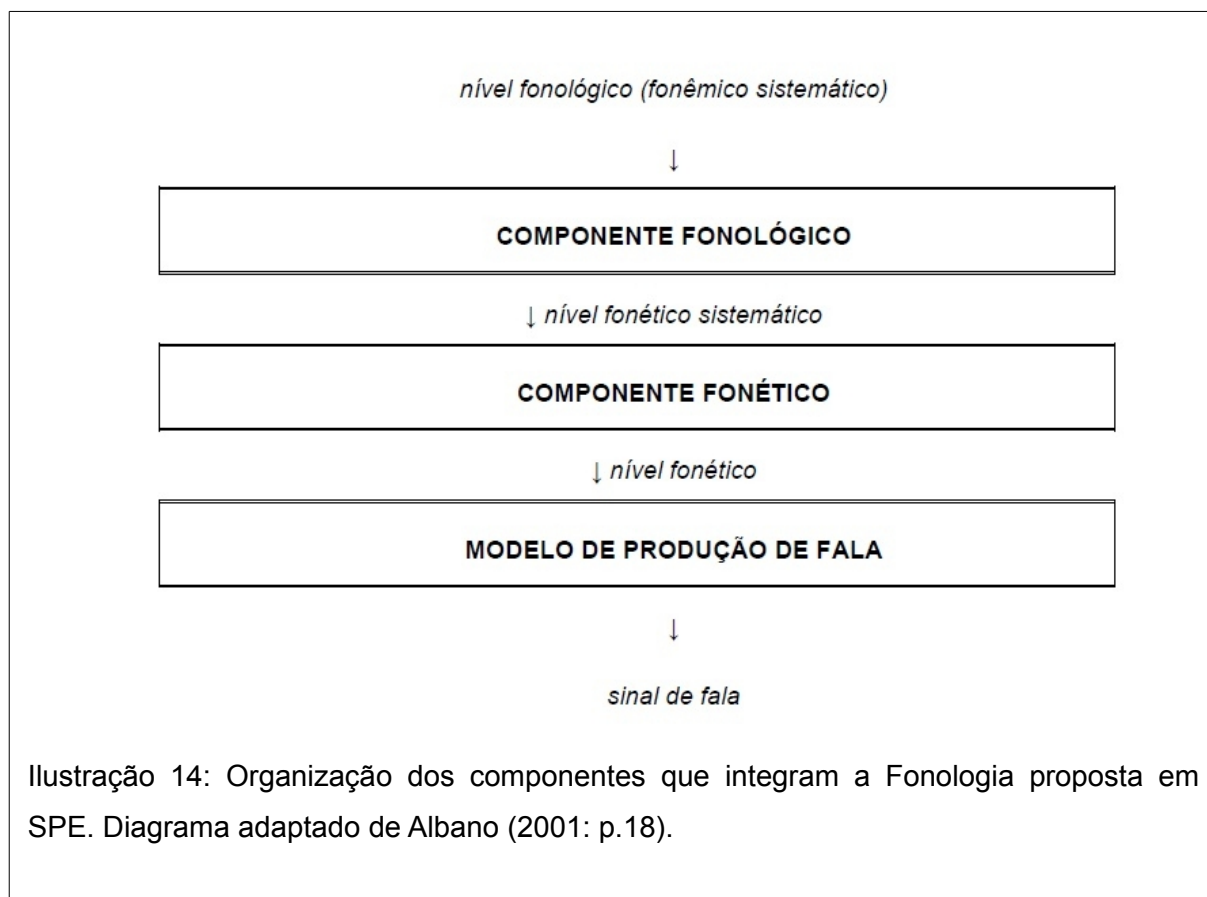 nível fonológico (fonêmico sistemático)
↓
COMPONENTE FONOLÓGICO
↓ nível fonético sistemático
COMPONENTE FONÉTICO
↓ nível fonético
MODELO DE PRODUÇÃO DE FALA
↓
sinal de fala
Ilustração 14: Organização dos componentes que integram a Fonologia proposta em
SPE. Diagrama adaptado de Albano (2001: p.18).